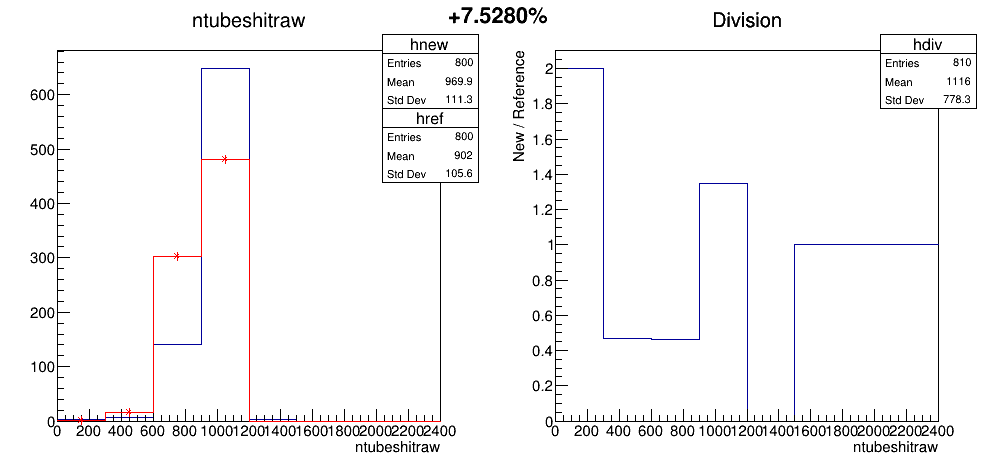 +7.5280%
ntubeshitraw
hnew
Entries 800
Mean 969.9
Std Dev 111.3
href
Entries 800
Mean 902
Std Dev 105.6
600
500
400
300
200
100
0
0 200 400 600 800 1000 1200 1400 1600 1800 2000 2200 2400
ntubeshitraw
Division
hdiv
Entries 810
Mean 1116
Std Dev 778.3
New / Reference
2
1.8
1.6
1.4
1.2
1
0.8
0.6
0.4
0.2
0
0 200 400 600 800 1000 1200 1400 1600 1800 2000 2200 2400
ntubeshitraw